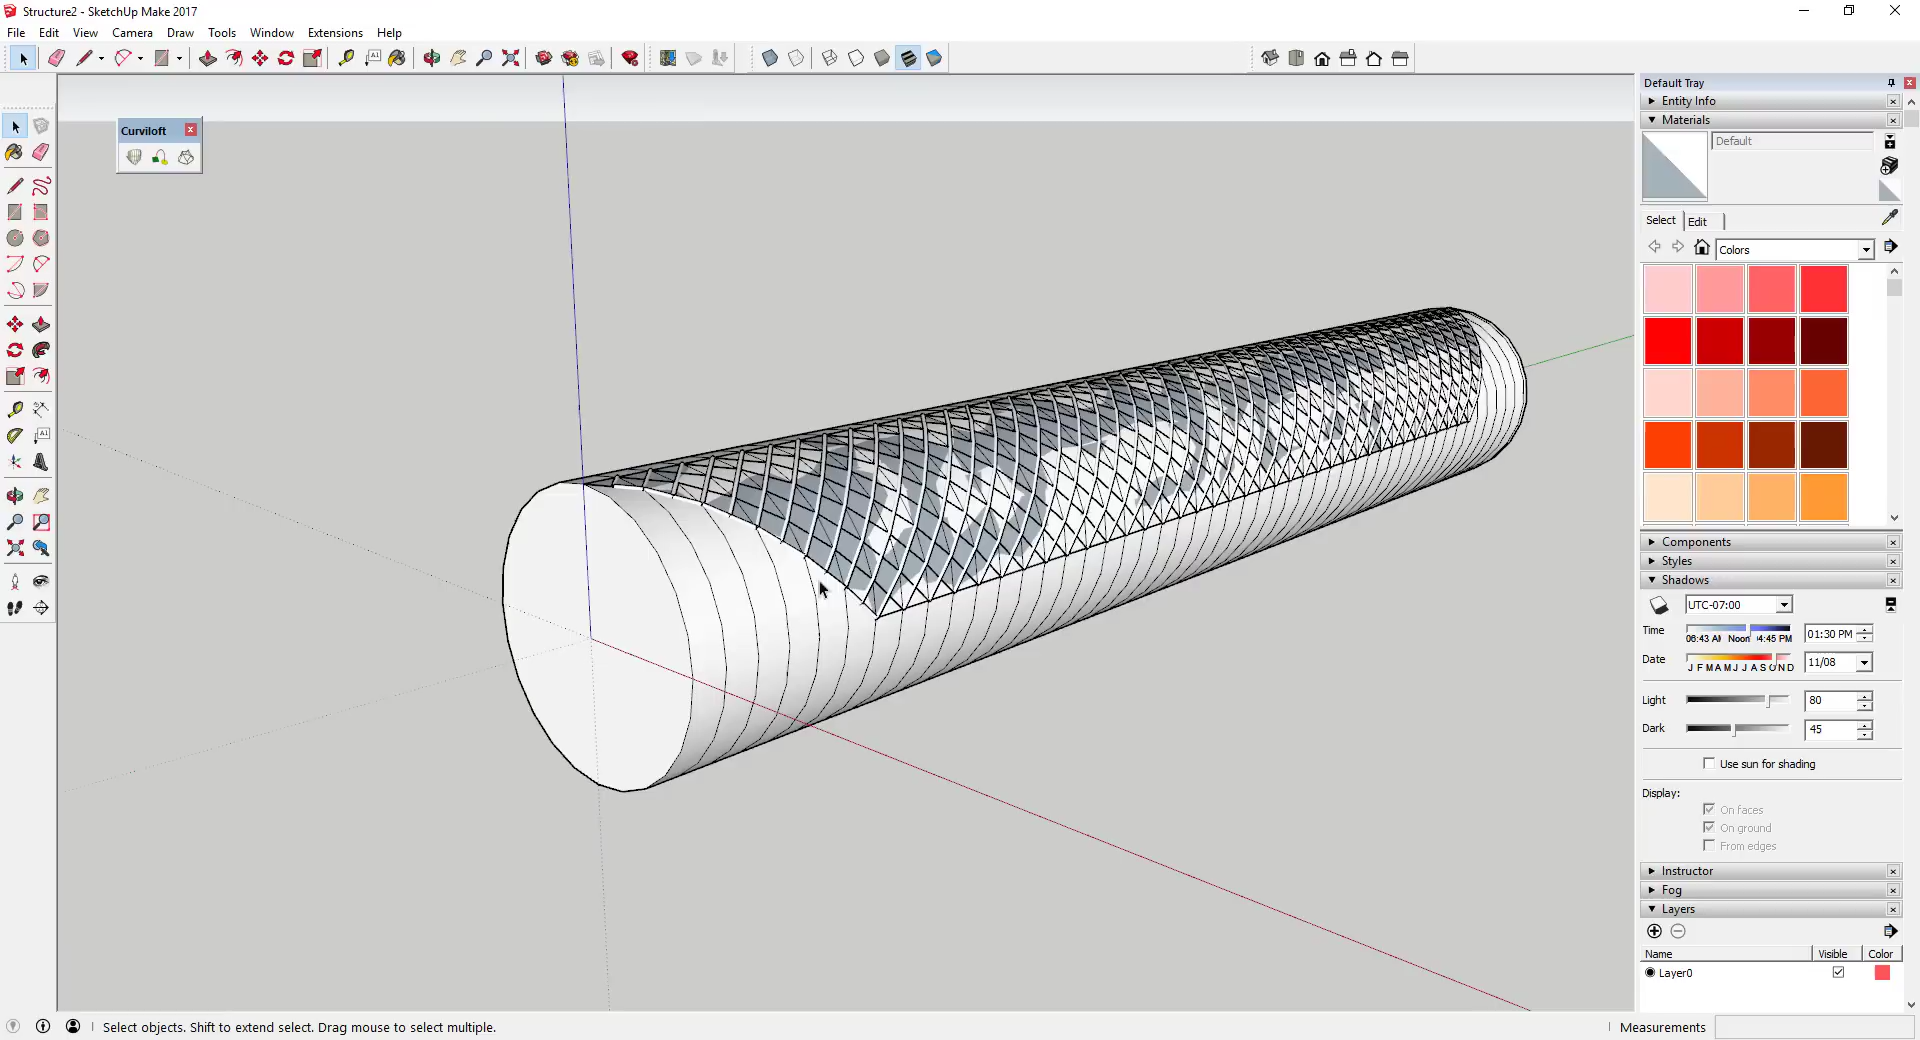 Structure2 - SketchUp Make 2017
File Edit View Camera Draw Tools Window Extensions Help
Default Tray
Entity Info
Materials
Default
Curviloft
Select Edit
Colors
Components
Styles
Shadows
UTC-07:00
Time 06:43 AM Noon 4:45 PM 01:30 PM
Date J F M A M J J A S O N D 11/08
Light 80
Dark 45
Use sun for shading
Display:
On faces
On ground
From edges
Instructor
Fog
Layers
Name Visible Color
Layer0
Select objects. Shift to extend select. Drag mouse to select multiple.
Measurements